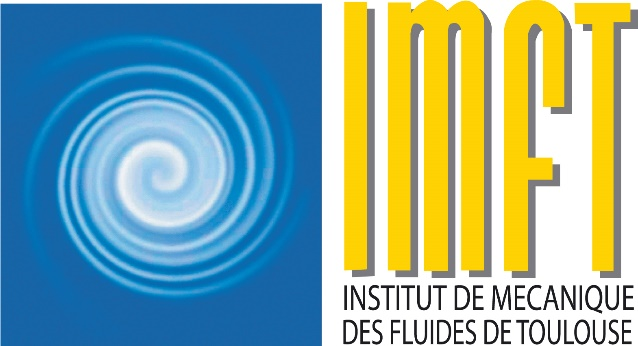 IMFT
INSTITUT DE MECANIQUE
DES FLUIDES DE TOULOUSE